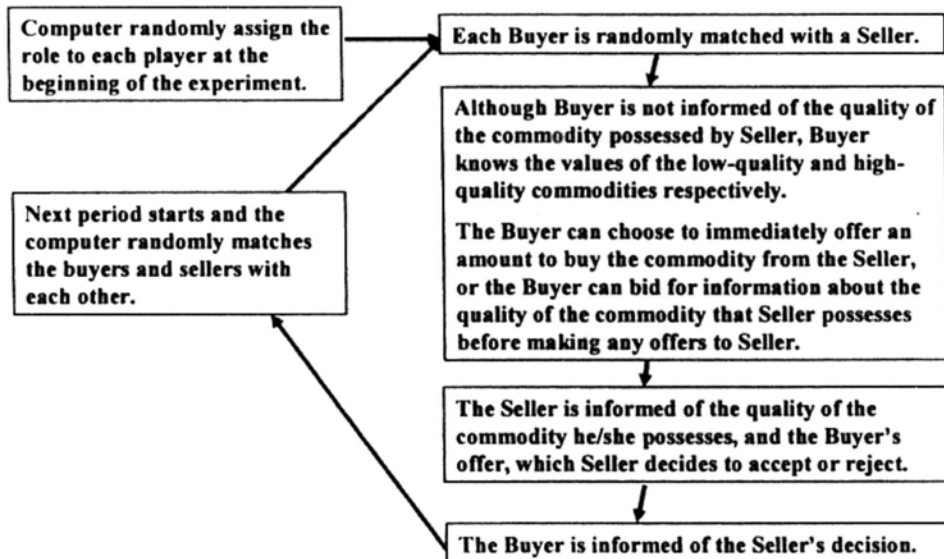 Computer randomly assign the
role to each player at the
beginning of the experiment.
Each Buyer is randomly matched with a Seller.
Although Buyer is not informed of the quality of
the commodity possessed by Seller, Buyer
knows the values of the low-quality and high-
quality commodities respectively.
The Buyer can choose to immediately offer an
amount to buy the commodity from the Seller,
or the Buyer can bid for information about the
quality of the commodity that Seller possesses
before making any offers to Seller.
The Seller is informed of the quality of the
commodity he/she possesses, and the Buyer's
offer, which Seller decides to accept or reject.
The Buyer is informed of the Seller's decision.
Next period starts and the
computer randomly matches
the buyers and sellers with
each other.